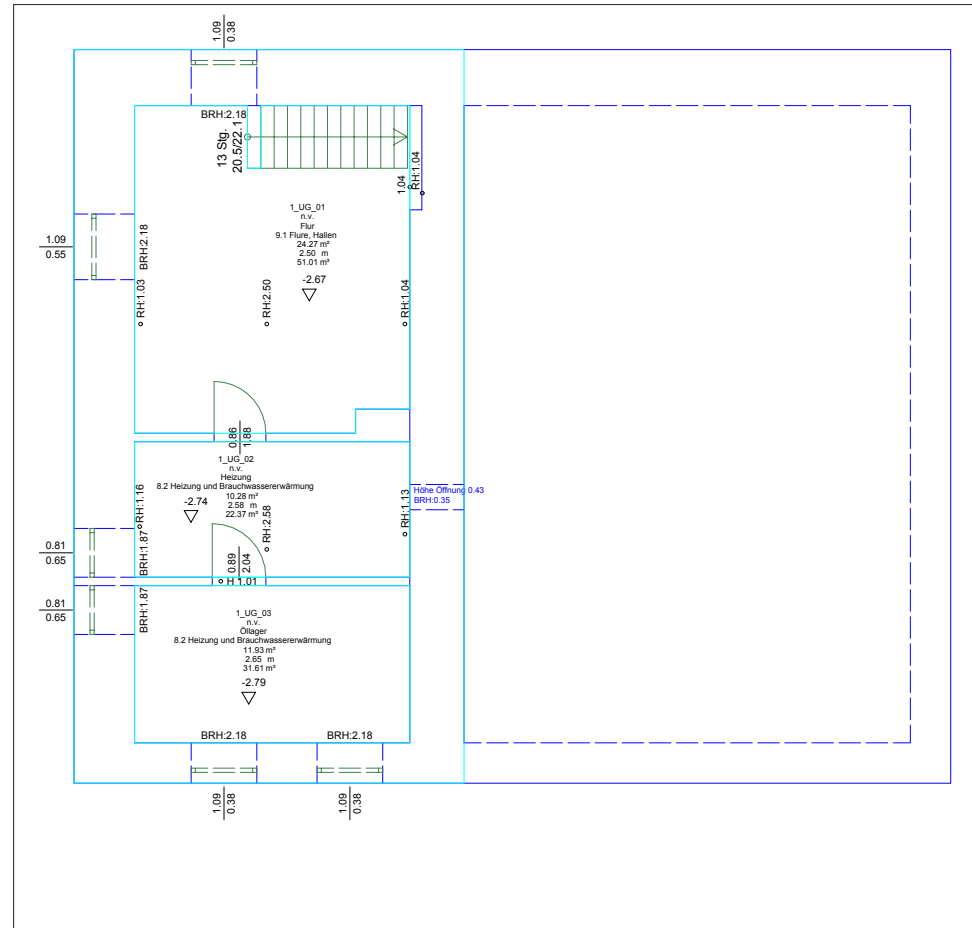 1.09
0.38
BRH:2.18
13 Stg.
20.5/22.1
1.04
RH:1.04
1_UG_01
n.v.
Flur
9.1 Flure, Hallen
24.27 m²
2.50 m
51.01 m³
-2.67
1.09
0.55
BRH:2.18
RH:1.03
RH:2.50
RH:1.04
0.86
1.88
1_UG_02
n.v.
Heizung
8.2 Heizung und Brauchwassererwärmung
10.28 m²
2.58 m
22.37 m³
-2.74
RH:1.16
RH:2.58
RH:1.13
Höhe Öffnung 0.43
BRH:0.35
0.81
0.65
BRH:1.87
0.89
2.04
H 1.01
0.81
0.65
BRH:1.87
1_UG_03
n.v.
Öllager
8.2 Heizung und Brauchwassererwärmung
11.93 m²
2.65 m
31.61 m³
-2.79
BRH:2.18
BRH:2.18
1.09
0.38
1.09
0.38